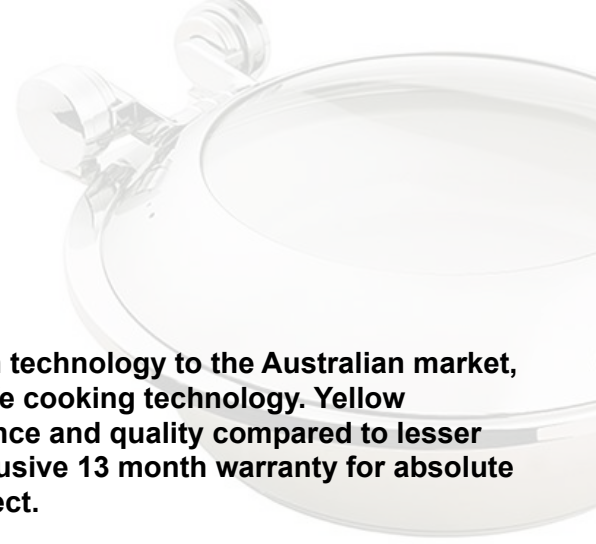 technology to the Australian market,
e cooking technology. Yellow
nce and quality compared to lesser
usive 13 month warranty for absolute
ect.